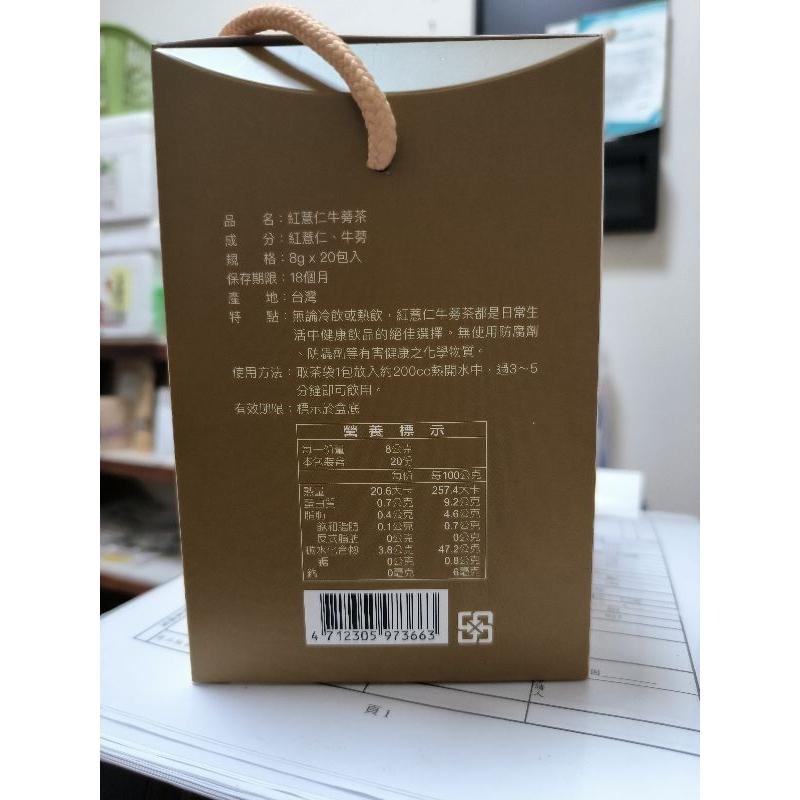 品 名：紅薏仁牛蒡茶
成 分：紅薏仁、牛蒡
規 格：8g x 20包入
保存期限：18個月
產 地：台灣
特 點：無論冷飲或熱飲，紅薏仁牛蒡茶都是日常生
活中健康飲品的絕佳選擇。無使用防腐劑
、防蟲劑等有害健康之化學物質。
使用方法：取茶袋1包放入約200cc熱開水中，過3～5
分鐘即可飲用。
有效期限：標示於盒底
營養標示
每一份量 8公克
本包裝含 20份
每份 每100公克
熱量 20.6大卡 257.4大卡
蛋白質 0.7公克 9.2公克
脂肪 0.4公克 4.6公克
飽和脂肪 0.1公克 0.7公克
反式脂肪 0公克 0公克
碳水化合物 3.8公克 47.2公克
糖 0公克 0.8公克
鈉 0毫克 6毫克
4 712305 973663
頁 1